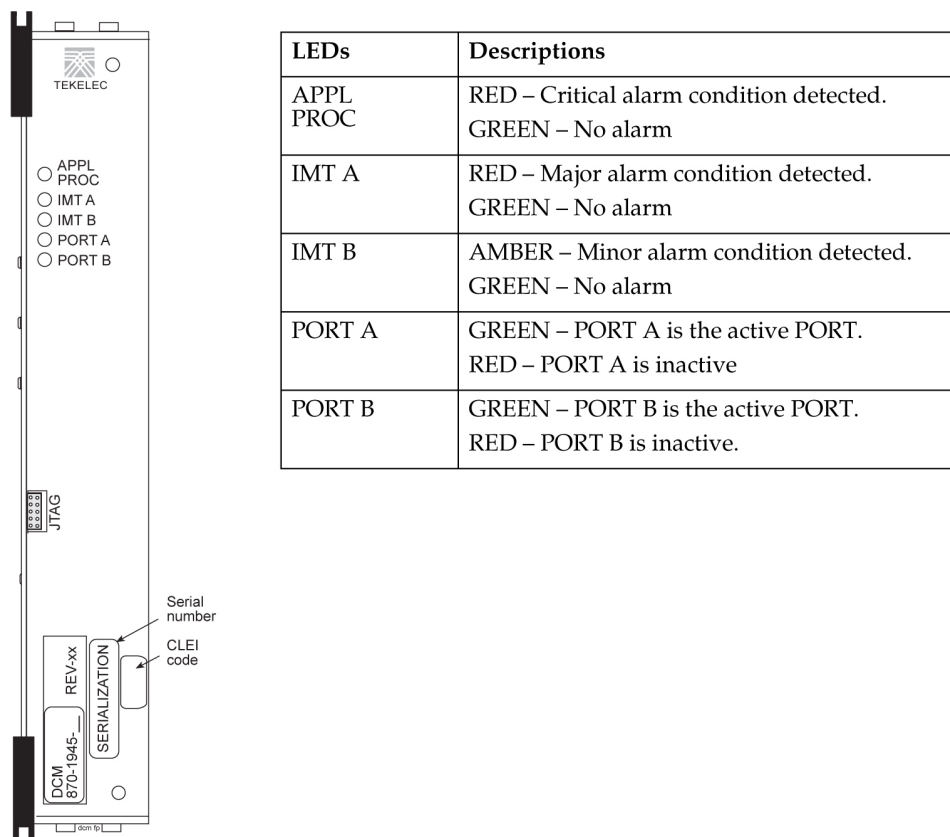 TEKELEC
APPL
PROC
IMT A
IMT B
PORT A
PORT B
JTAG
Serial
number
CLEI
code
REV-xx
SERIALIZATION
DCM
870-1945-__
dcm fp
LEDs Descriptions
APPL
PROC
RED – Critical alarm condition detected.
GREEN – No alarm
IMT A RED – Major alarm condition detected.
GREEN – No alarm
IMT B AMBER – Minor alarm condition detected.
GREEN – No alarm
PORT A GREEN – PORT A is the active PORT.
RED – PORT A is inactive
PORT B GREEN – PORT B is the active PORT.
RED – PORT B is inactive.